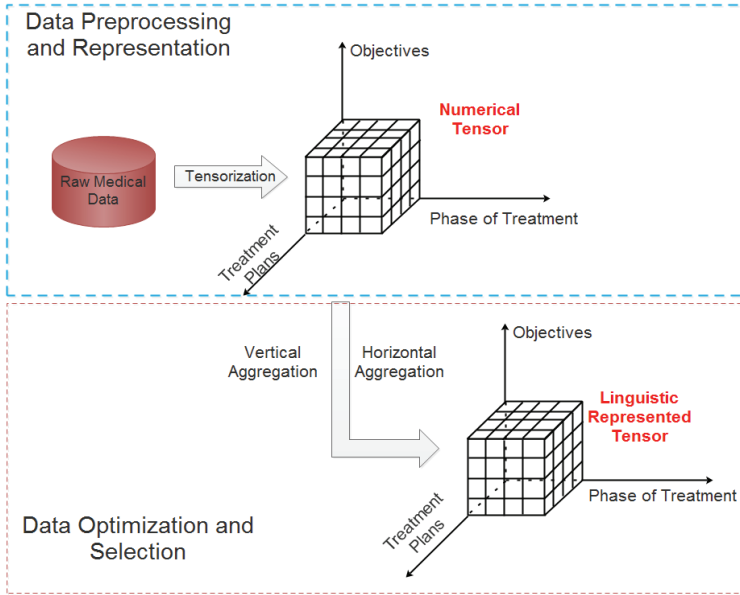 Data Preprocessing
and Representation
Objectives
Numerical
Tensor
Raw Medical
Data
Tensorization
Phase of Treatment
Treatment
Plans
Vertical
Aggregation
Horizontal
Aggregation
Objectives
Linguistic
Represented
Tensor
Phase of Treatment
Treatment
Plans
Data Optimization and
Selection